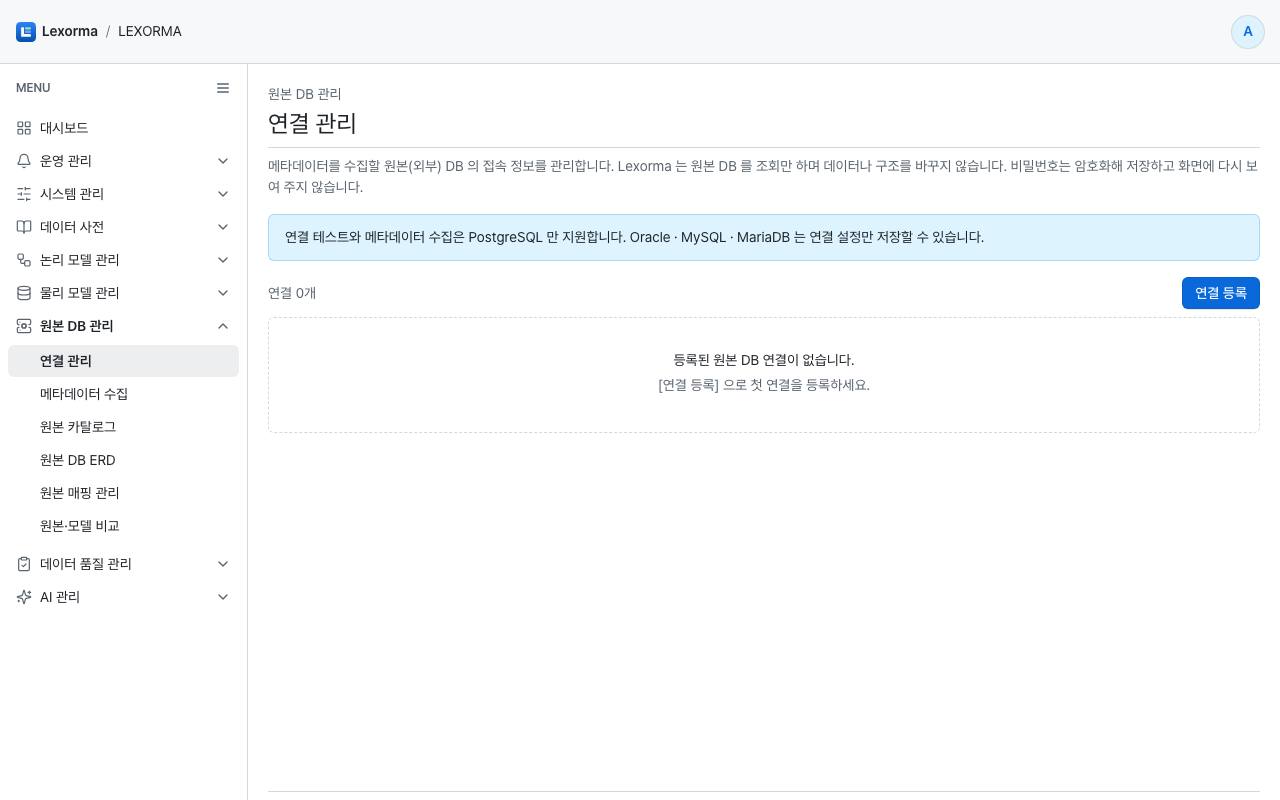 Lexorma / LEXORMA
A
MENU
대시보드
운영 관리
시스템 관리
데이터 사전
논리 모델 관리
물리 모델 관리
원본 DB 관리
연결 관리
메타데이터 수집
원본 카탈로그
원본 DB ERD
원본 매핑 관리
원본·모델 비교
데이터 품질 관리
AI 관리
원본 DB 관리
연결 관리
메타데이터를 수집할 원본(외부) DB 의 접속 정보를 관리합니다. Lexorma 는 원본 DB 를 조회만 하며 데이터나 구조를 바꾸지 않습니다. 비밀번호는 암호화해 저장하고 화면에 다시 보
여 주지 않습니다.
연결 테스트와 메타데이터 수집은 PostgreSQL 만 지원합니다. Oracle · MySQL · MariaDB 는 연결 설정만 저장할 수 있습니다.
연결 0개
연결 등록
등록된 원본 DB 연결이 없습니다.
[연결 등록] 으로 첫 연결을 등록하세요.